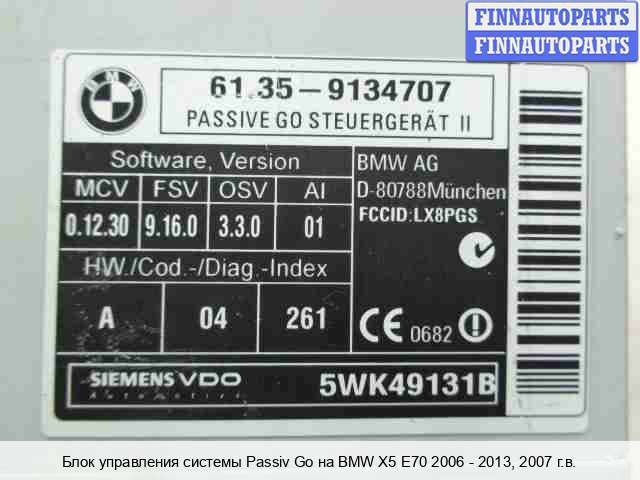 FINNAUTOPARTS
FINNAUTOPARTS
BMW
61.35-9134707
PASSIVE GO STEUERGERÄT II
Software, Version
MCV FSV OSV AI
0.12.30 9.16.0 3.3.0 01
HW./Cod.-/Diag.-Index
A 04 261
BMW AG
D-80788München
FCCID:LX8PGS
CE 0682
SIEMENS VDO
Automotive
5WK49131B
Блок управления системы Passiv Go на BMW X5 E70 2006 - 2013, 2007 г.в.